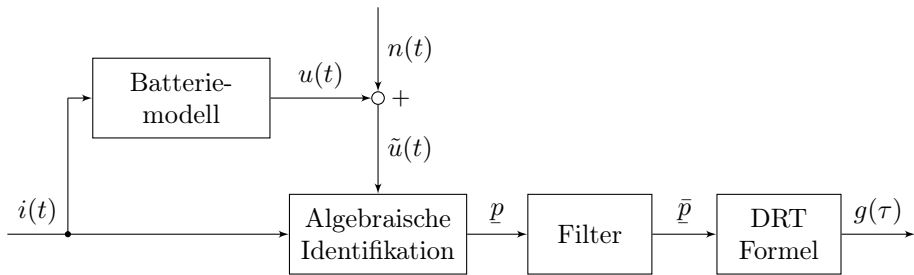 n(t)
Batterie-
modell
u(t)
+
ũ(t)
i(t)
Algebraische
Identifikation
p̲
Filter
p̲̄
DRT
Formel
g(τ)